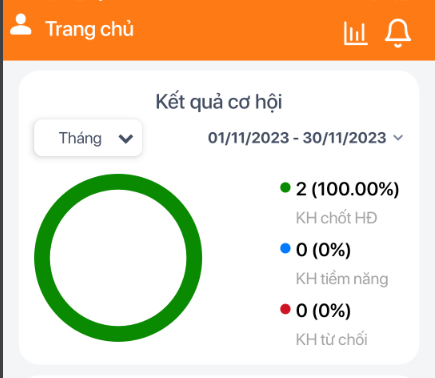 Trang chủ
Kết quả cơ hội
Tháng
01/11/2023 - 30/11/2023
2 (100.00%)
KH chốt HĐ
0 (0%)
KH tiềm năng
0 (0%)
KH từ chối